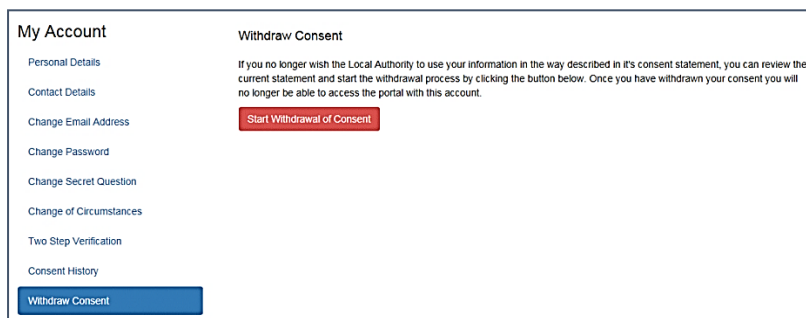 My Account
Personal Details
Contact Details
Change Email Address
Change Password
Change Secret Question
Change of Circumstances
Two Step Verification
Consent History
Withdraw Consent
Withdraw Consent
If you no longer wish the Local Authority to use your information in the way described in it's consent statement, you can review the
current statement and start the withdrawal process by clicking the button below. Once you have withdrawn your consent you will
no longer be able to access the portal with this account.
Start Withdrawal of Consent